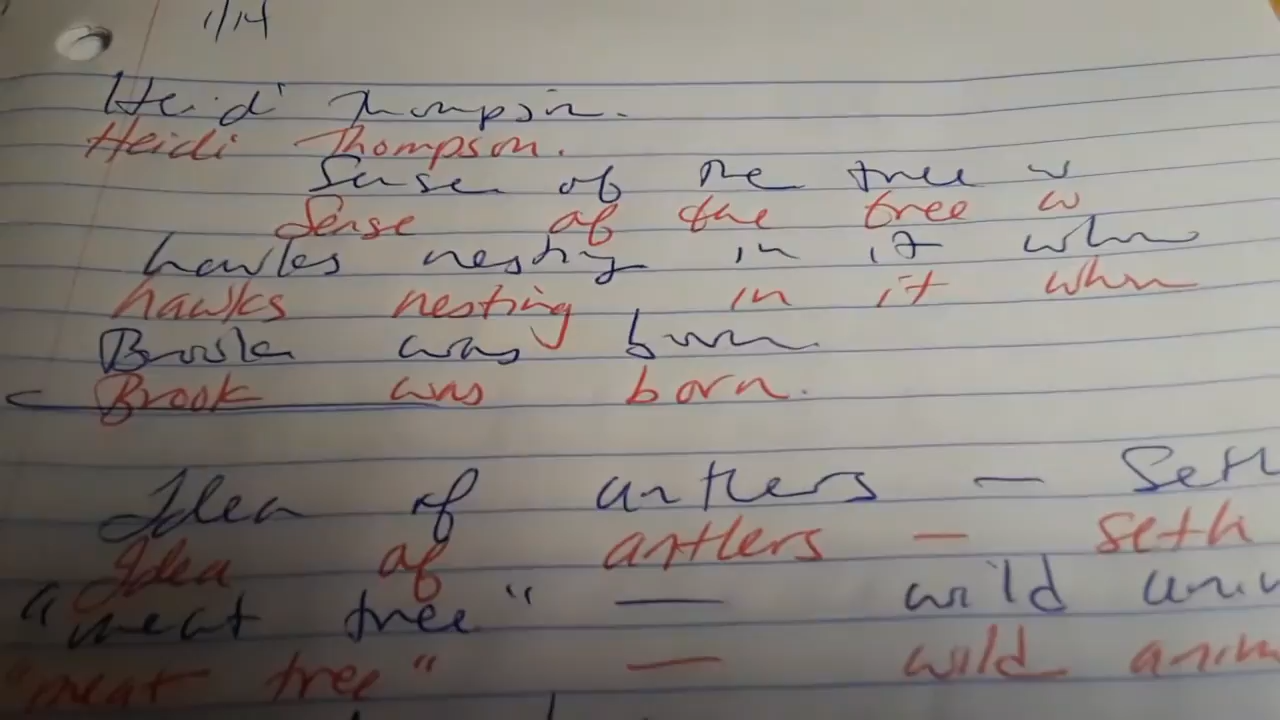 1/14
Heidi Thompson.
Heidi Thompson.
Sense of the tree w
Sense of the tree w
hawks nesting in it when
hawks nesting in it when
Brook was born.
Brook was born.
Idea of antlers — Seth
Idea of antlers — Seth
"meat tree" — wild anim
"meat tree" — wild anim